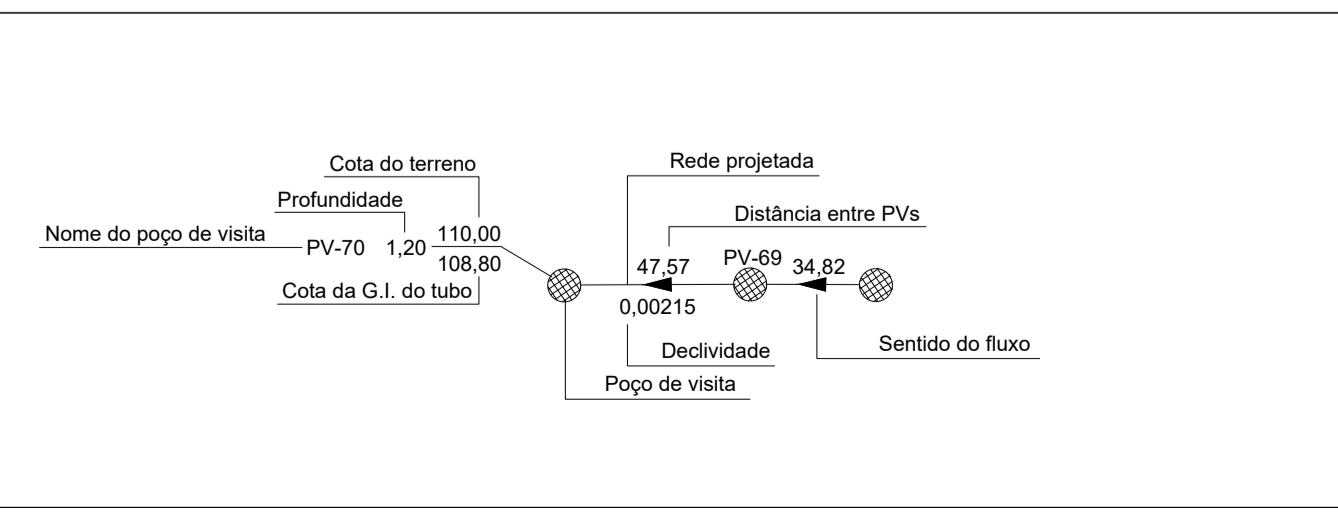 Cota do terreno
Rede projetada
Profundidade
Distância entre PVs
Nome do poço de visita
PV-70 1,20 110,00
108,80
47,57
PV-69
34,82
Cota da G.I. do tubo
0,00215
Sentido do fluxo
Declividade
Poço de visita